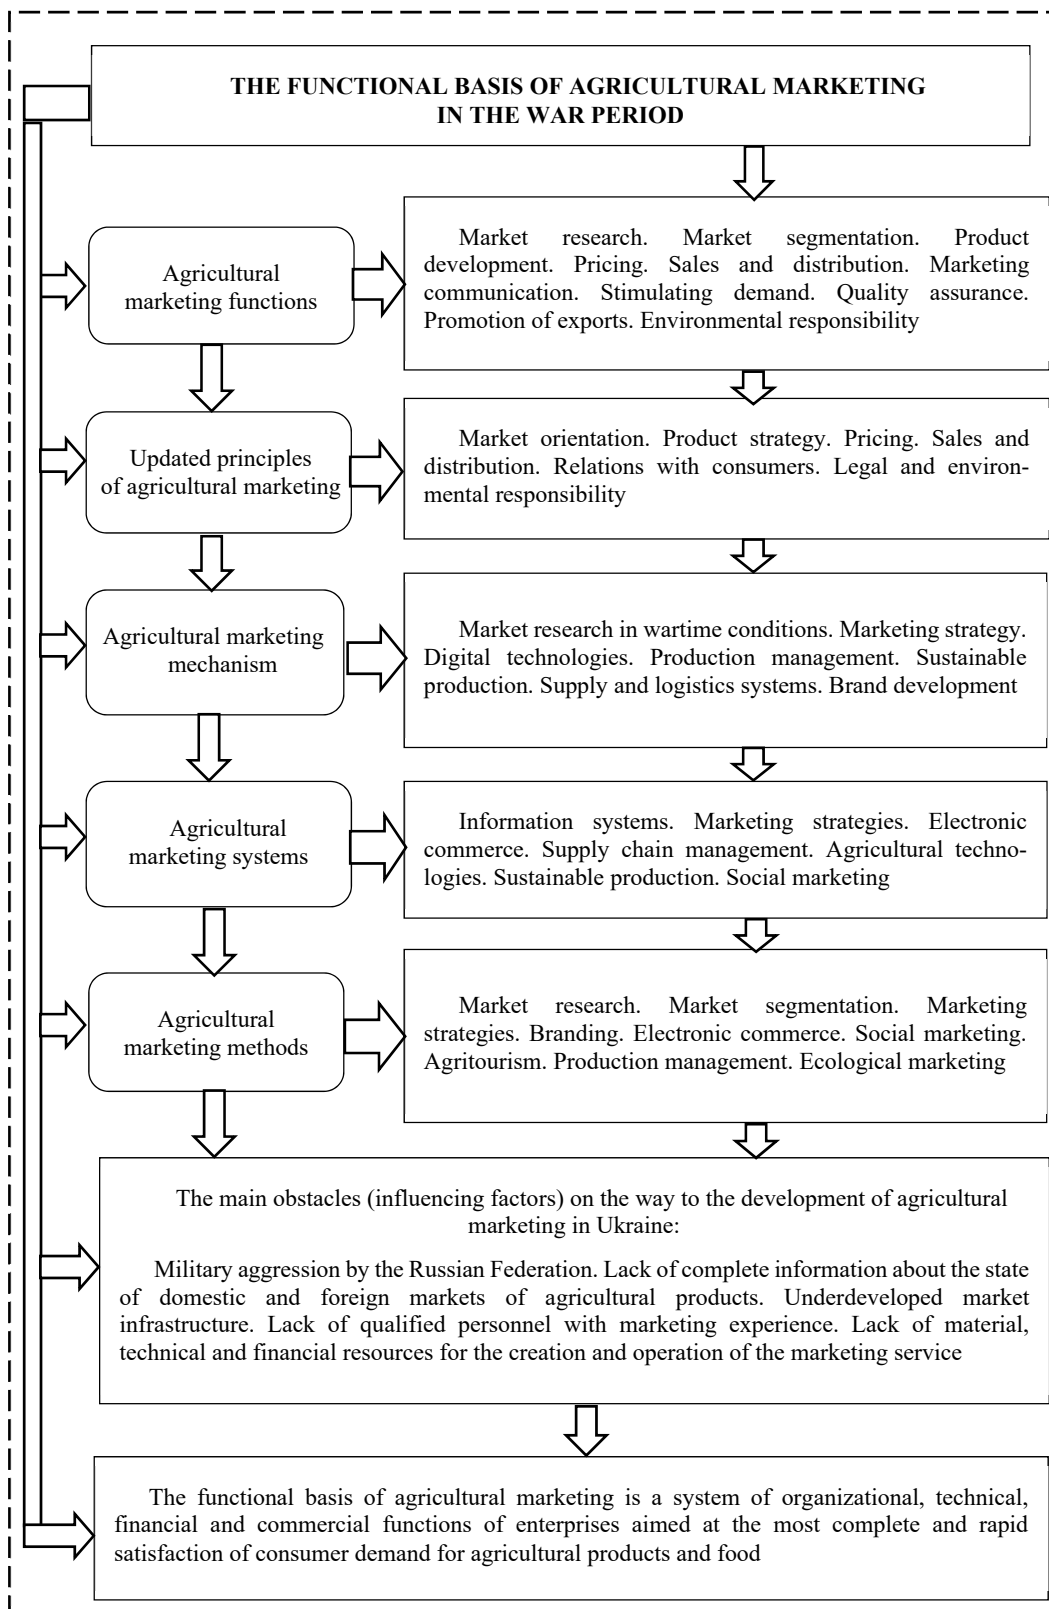 THE FUNCTIONAL BASIS OF AGRICULTURAL MARKETING
IN THE WAR PERIOD
Agricultural
marketing functions
Market research. Market segmentation. Product
development. Pricing. Sales and distribution. Marketing
communication. Stimulating demand. Quality assurance.
Promotion of exports. Environmental responsibility
Updated principles
of agricultural marketing
Market orientation. Product strategy. Pricing. Sales and
distribution. Relations with consumers. Legal and environ-
mental responsibility
Agricultural marketing
mechanism
Market research in wartime conditions. Marketing strategy.
Digital technologies. Production management. Sustainable
production. Supply and logistics systems. Brand development
Agricultural
marketing systems
Information systems. Marketing strategies. Electronic
commerce. Supply chain management. Agricultural techno-
logies. Sustainable production. Social marketing
Agricultural
marketing methods
Market research. Market segmentation. Marketing
strategies. Branding. Electronic commerce. Social marketing.
Agritourism. Production management. Ecological marketing
The main obstacles (influencing factors) on the way to the development of agricultural
marketing in Ukraine:
Military aggression by the Russian Federation. Lack of complete information about the state
of domestic and foreign markets of agricultural products. Underdeveloped market
infrastructure. Lack of qualified personnel with marketing experience. Lack of material,
technical and financial resources for the creation and operation of the marketing service
The functional basis of agricultural marketing is a system of organizational, technical,
financial and commercial functions of enterprises aimed at the most complete and rapid
satisfaction of consumer demand for agricultural products and food